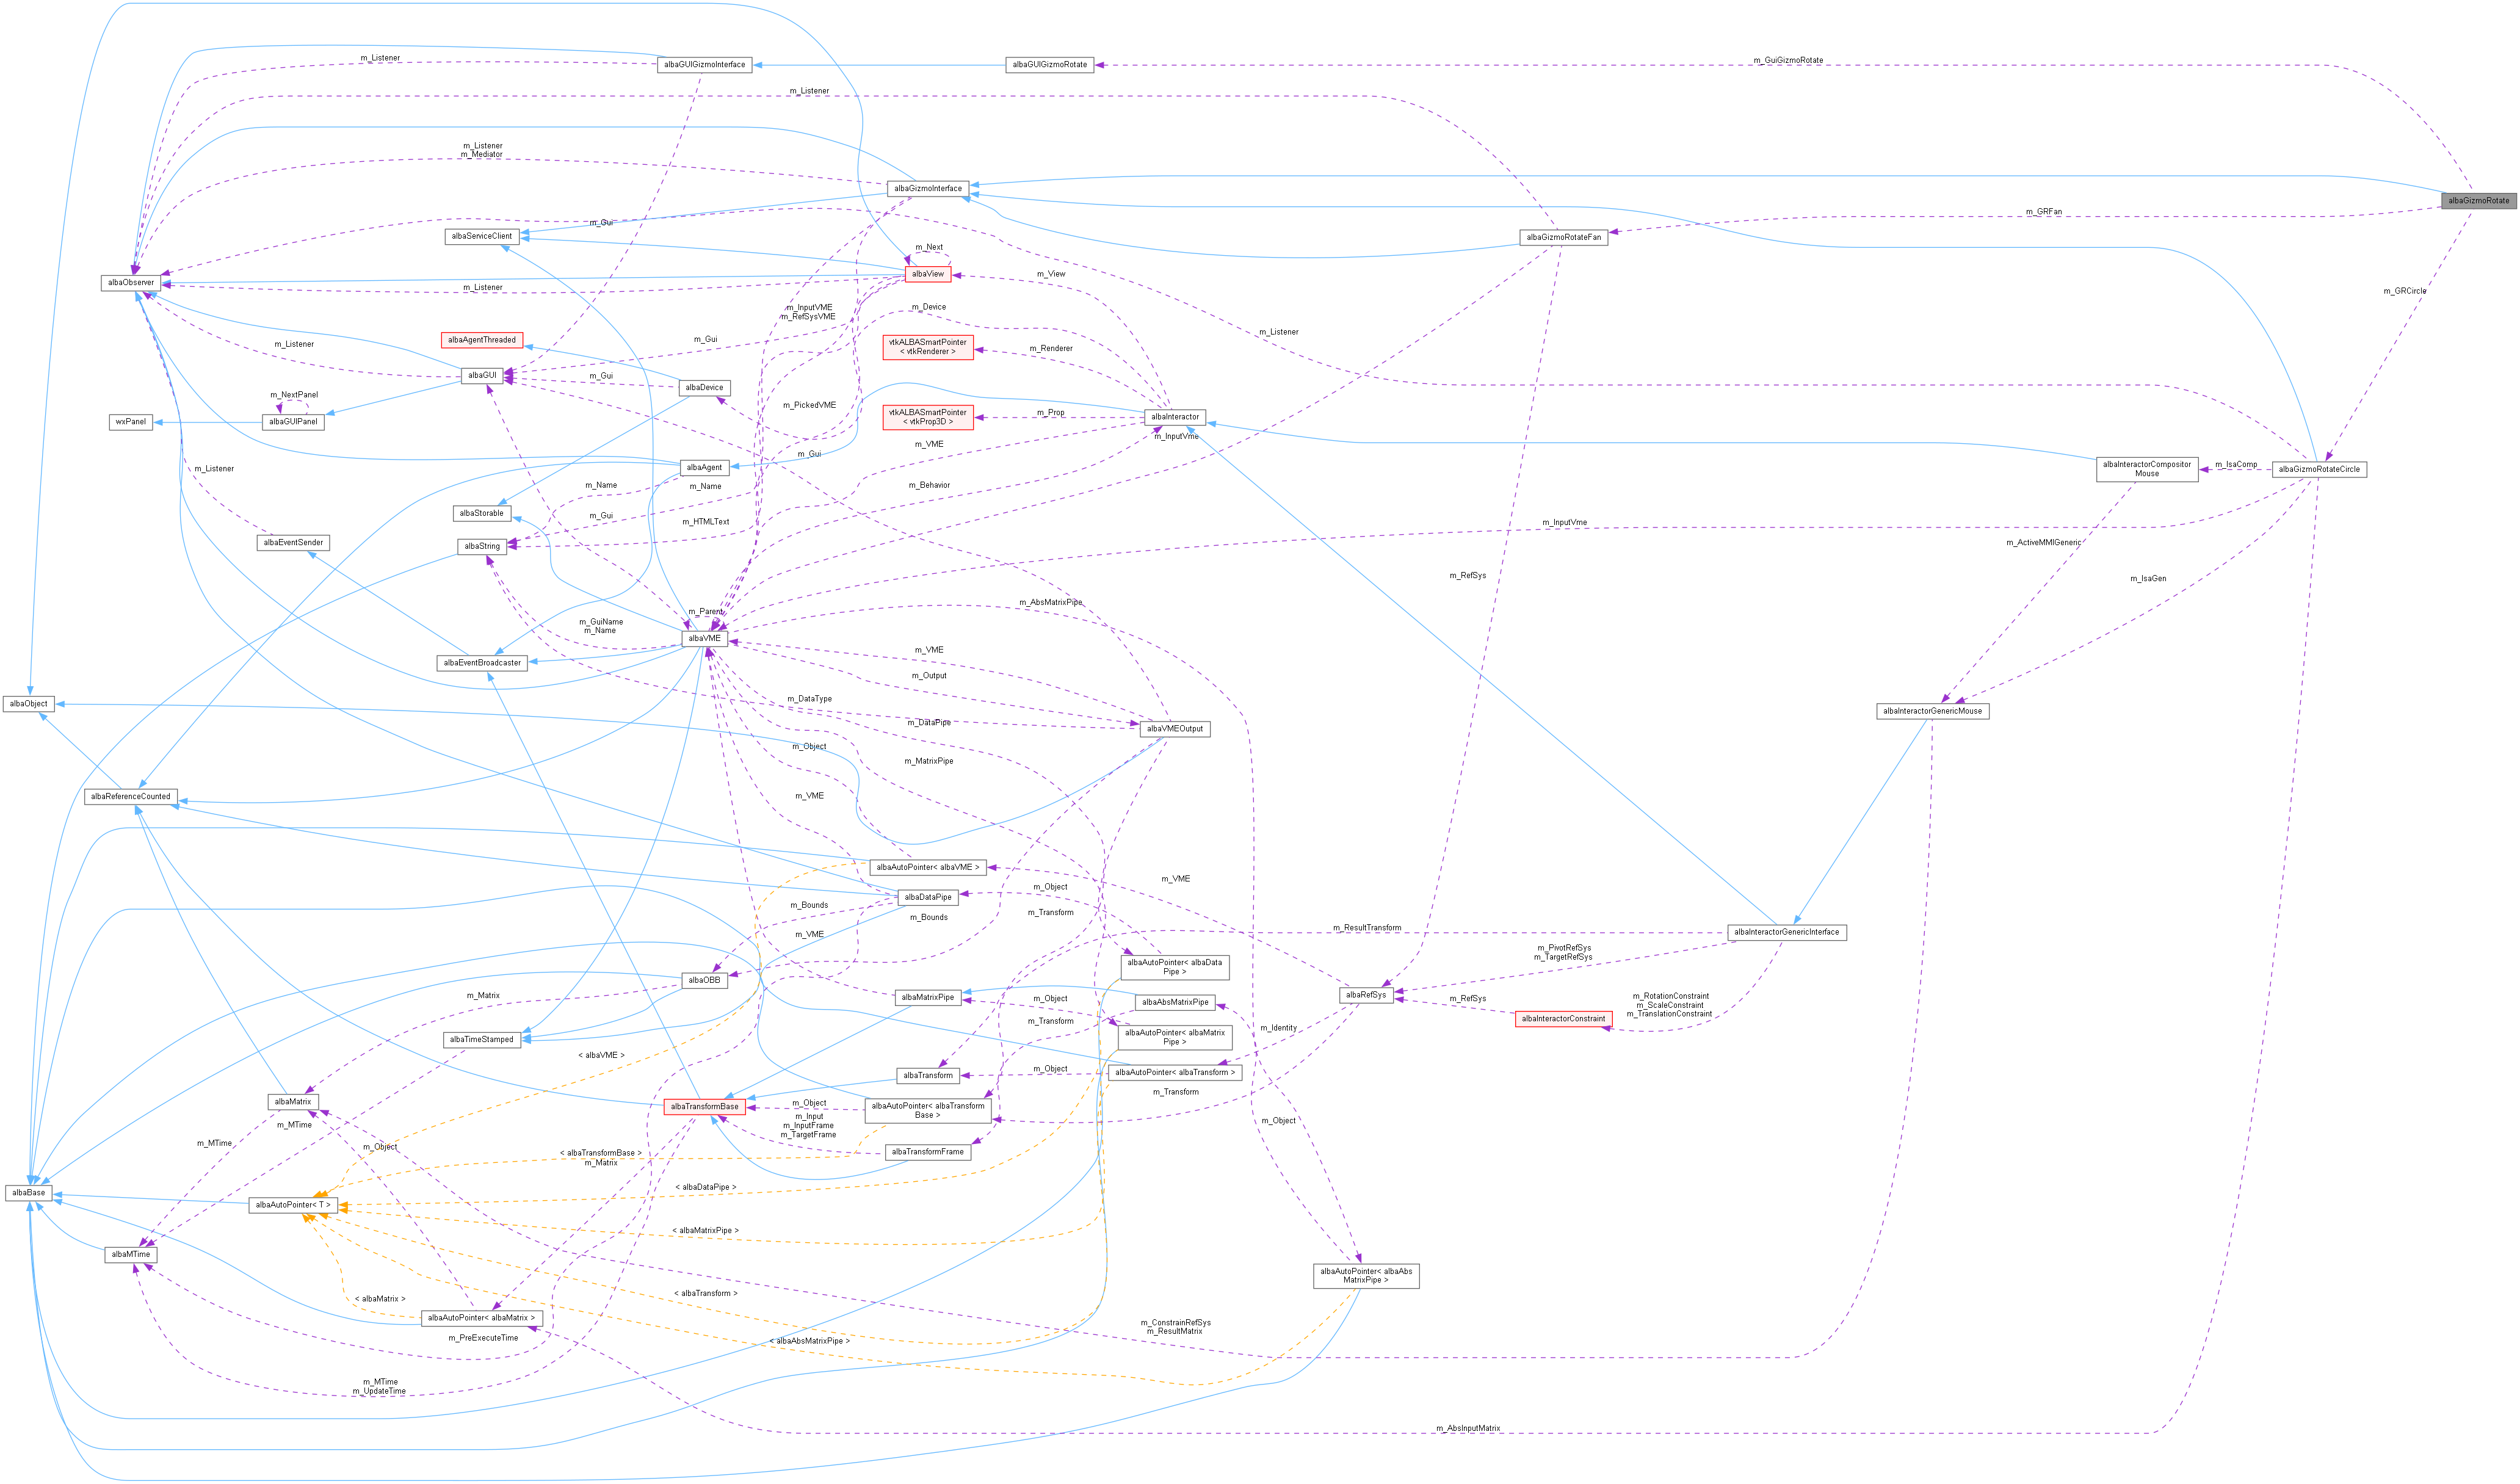 m_Listener
albaGUIGizmoInterface
albaGUIGizmoRotate
m_GuiGizmoRotate
m_Listener
m_Listener
m_Mediator
albaGizmoInterface
albaGizmoRotate
m_GRFan
m_Gui
albaServiceClient
albaGizmoRotateFan
m_Next
albaView
m_View
albaObserver
m_Listener
m_GRCircle
m_InputVME
m_RefSysVME
m_Device
m_Listener
albaAgentThreaded
m_Gui
vtkALBASmartPointer
< vtkRenderer >
m_Renderer
m_Listener
albaGUI
m_Gui
albaDevice
m_NextPanel
albaGUIPanel
wxPanel
m_PickedVME
vtkALBASmartPointer
< vtkProp3D >
m_Prop
albaInteractor
m_InputVme
m_VME
m_Gui
m_Listener
albaAgent
albaInteractorCompositor
Mouse
m_IsaComp
albaGizmoRotateCircle
m_Name
m_Name
m_Behavior
albaStorable
m_Gui
m_HTMLText
m_InputVme
albaEventSender
albaString
m_ActiveMMIGeneric
m_RefSys
m_IsaGen
m_Parent
m_AbsMatrixPipe
m_GuiName
m_Name
albaVME
m_VME
albaEventBroadcaster
m_Output
albaObject
m_DataType
m_DataPipe
albaVMEOutput
albaInteractorGenericMouse
m_Object
m_MatrixPipe
albaReferenceCounted
m_VME
albaAutoPointer< albaVME >
m_VME
m_Object
albaDataPipe
m_Bounds
m_Bounds
m_Transform
m_ResultTransform
albaInteractorGenericInterface
m_VME
m_PivotRefSys
m_TargetRefSys
albaAutoPointer< albaData
Pipe >
albaOBB
m_Matrix
albaMatrixPipe
m_Object
albaAbsMatrixPipe
albaRefSys
m_RefSys
m_RotationConstraint
m_ScaleConstraint
m_TranslationConstraint
albaInteractorConstraint
m_Transform
m_Identity
albaAutoPointer< albaMatrix
Pipe >
albaTimeStamped
< albaVME >
albaTransform
m_Object
albaAutoPointer< albaTransform >
m_Transform
albaMatrix
albaTransformBase
m_Object
albaAutoPointer< albaTransform
Base >
m_Input
m_InputFrame
m_TargetFrame
m_MTime
m_MTime
m_Object
m_Object
albaTransformFrame
< albaTransformBase >
m_Matrix
< albaDataPipe >
albaBase
albaAutoPointer< T >
< albaMatrixPipe >
albaMTime
albaAutoPointer< albaAbs
MatrixPipe >
< albaMatrix >
< albaTransform >
albaAutoPointer< albaMatrix >
m_ConstrainRefSys
m_ResultMatrix
m_PreExecuteTime
< albaAbsMatrixPipe >
m_MTime
m_UpdateTime
m_AbsInputMatrix